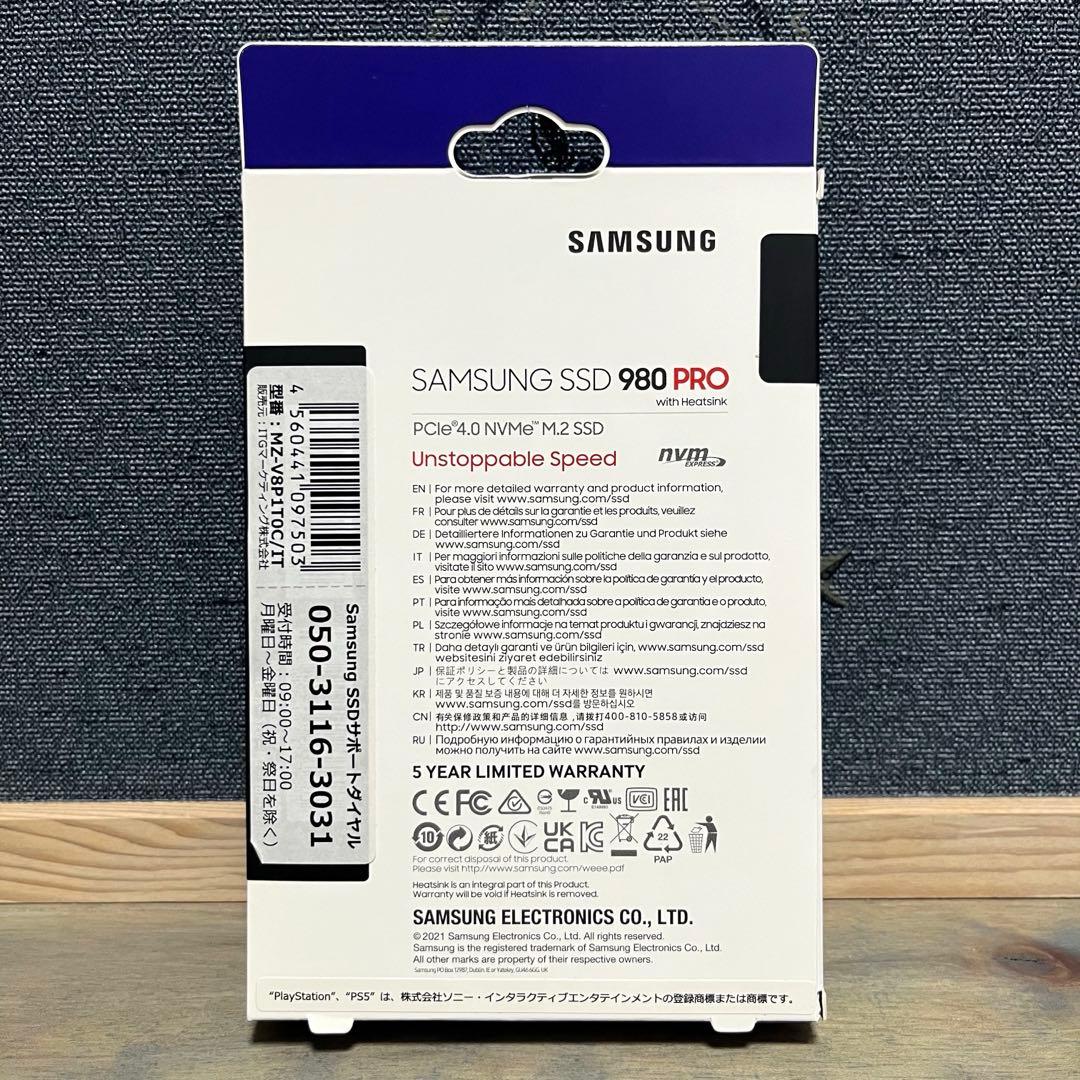 SAMSUNG
SAMSUNG SSD 980 PRO
with Heatsink
PCIe®4.0 NVMe™ M.2 SSD
Unstoppable Speed
nvm
EXPRESS
EN | For more detailed warranty and product information,
please visit www.samsung.com/ssd
FR | Pour plus de détails sur la garantie et les produits, veuillez
consulter www.samsung.com/ssd
DE | Detailliertere Informationen zu Garantie und Produkt siehe
www.samsung.com/ssd
IT | Per maggiori informazioni sulle politiche della garanzia e sul prodotto,
visitate il sito www.samsung.com/ssd
ES | Para obtener más información sobre la política de garantía y el producto,
visite www.samsung.com/ssd
PT | Para informação mais detalhada sobre a política de garantia e o produto,
visite www.samsung.com/ssd
PL | Szczegółowe informacje na temat produktu i gwarancji, znajdziesz na
stronie www.samsung.com/ssd
TR | Daha detaylı garanti ve ürün bilgileri için, www.samsung.com/ssd
websitesini ziyaret edebilirsiniz
JP | 保証ポリシーと製品の詳細については www.samsung.com/ssd
にアクセスしてください
KR | 제품 및 품질 보증 내용에 대해 더 자세한 정보를 원하시면
www.samsung.com/ssd를 방문하십시오
CN | 有关保修政策和产品的详细信息,请拨打400-810-5858或访问
http://www.samsung.com/ssd
RU | Подробную информацию о гарантийных правилах и изделии
можно получить на сайте www.samsung.com/ssd
5 YEAR LIMITED WARRANTY
CE FC c UL us VCI EAC
10 紙 UK CA KC 22
PAP
For correct disposal of this product.
Please visit http://www.samsung.com/weee.pdf
Heatsink is an integral part of this Product.
Warranty will be void if Heatsink is removed.
SAMSUNG ELECTRONICS CO., LTD.
© 2021 Samsung Electronics Co., Ltd. All rights reserved.
Samsung is the registered trademark of Samsung Electronics Co., Ltd.
All other marks are property of their respective owners.
Samsung PO Box 12987, Dublin. IE or Yateley, GU46 6GG. UK
"PlayStation"、"PS5" は、株式会社ソニー・インタラクティブエンタテインメントの登録商標または商標です。
4 560441 097503
型番：MZ-V8P1T0C/IT
販売元：ITGマーケティング株式会社
Samsung SSDサポートダイヤル
050-3116-3031
受付時間：09:00～17:00
月曜日～金曜日（祝・祭日を除く）